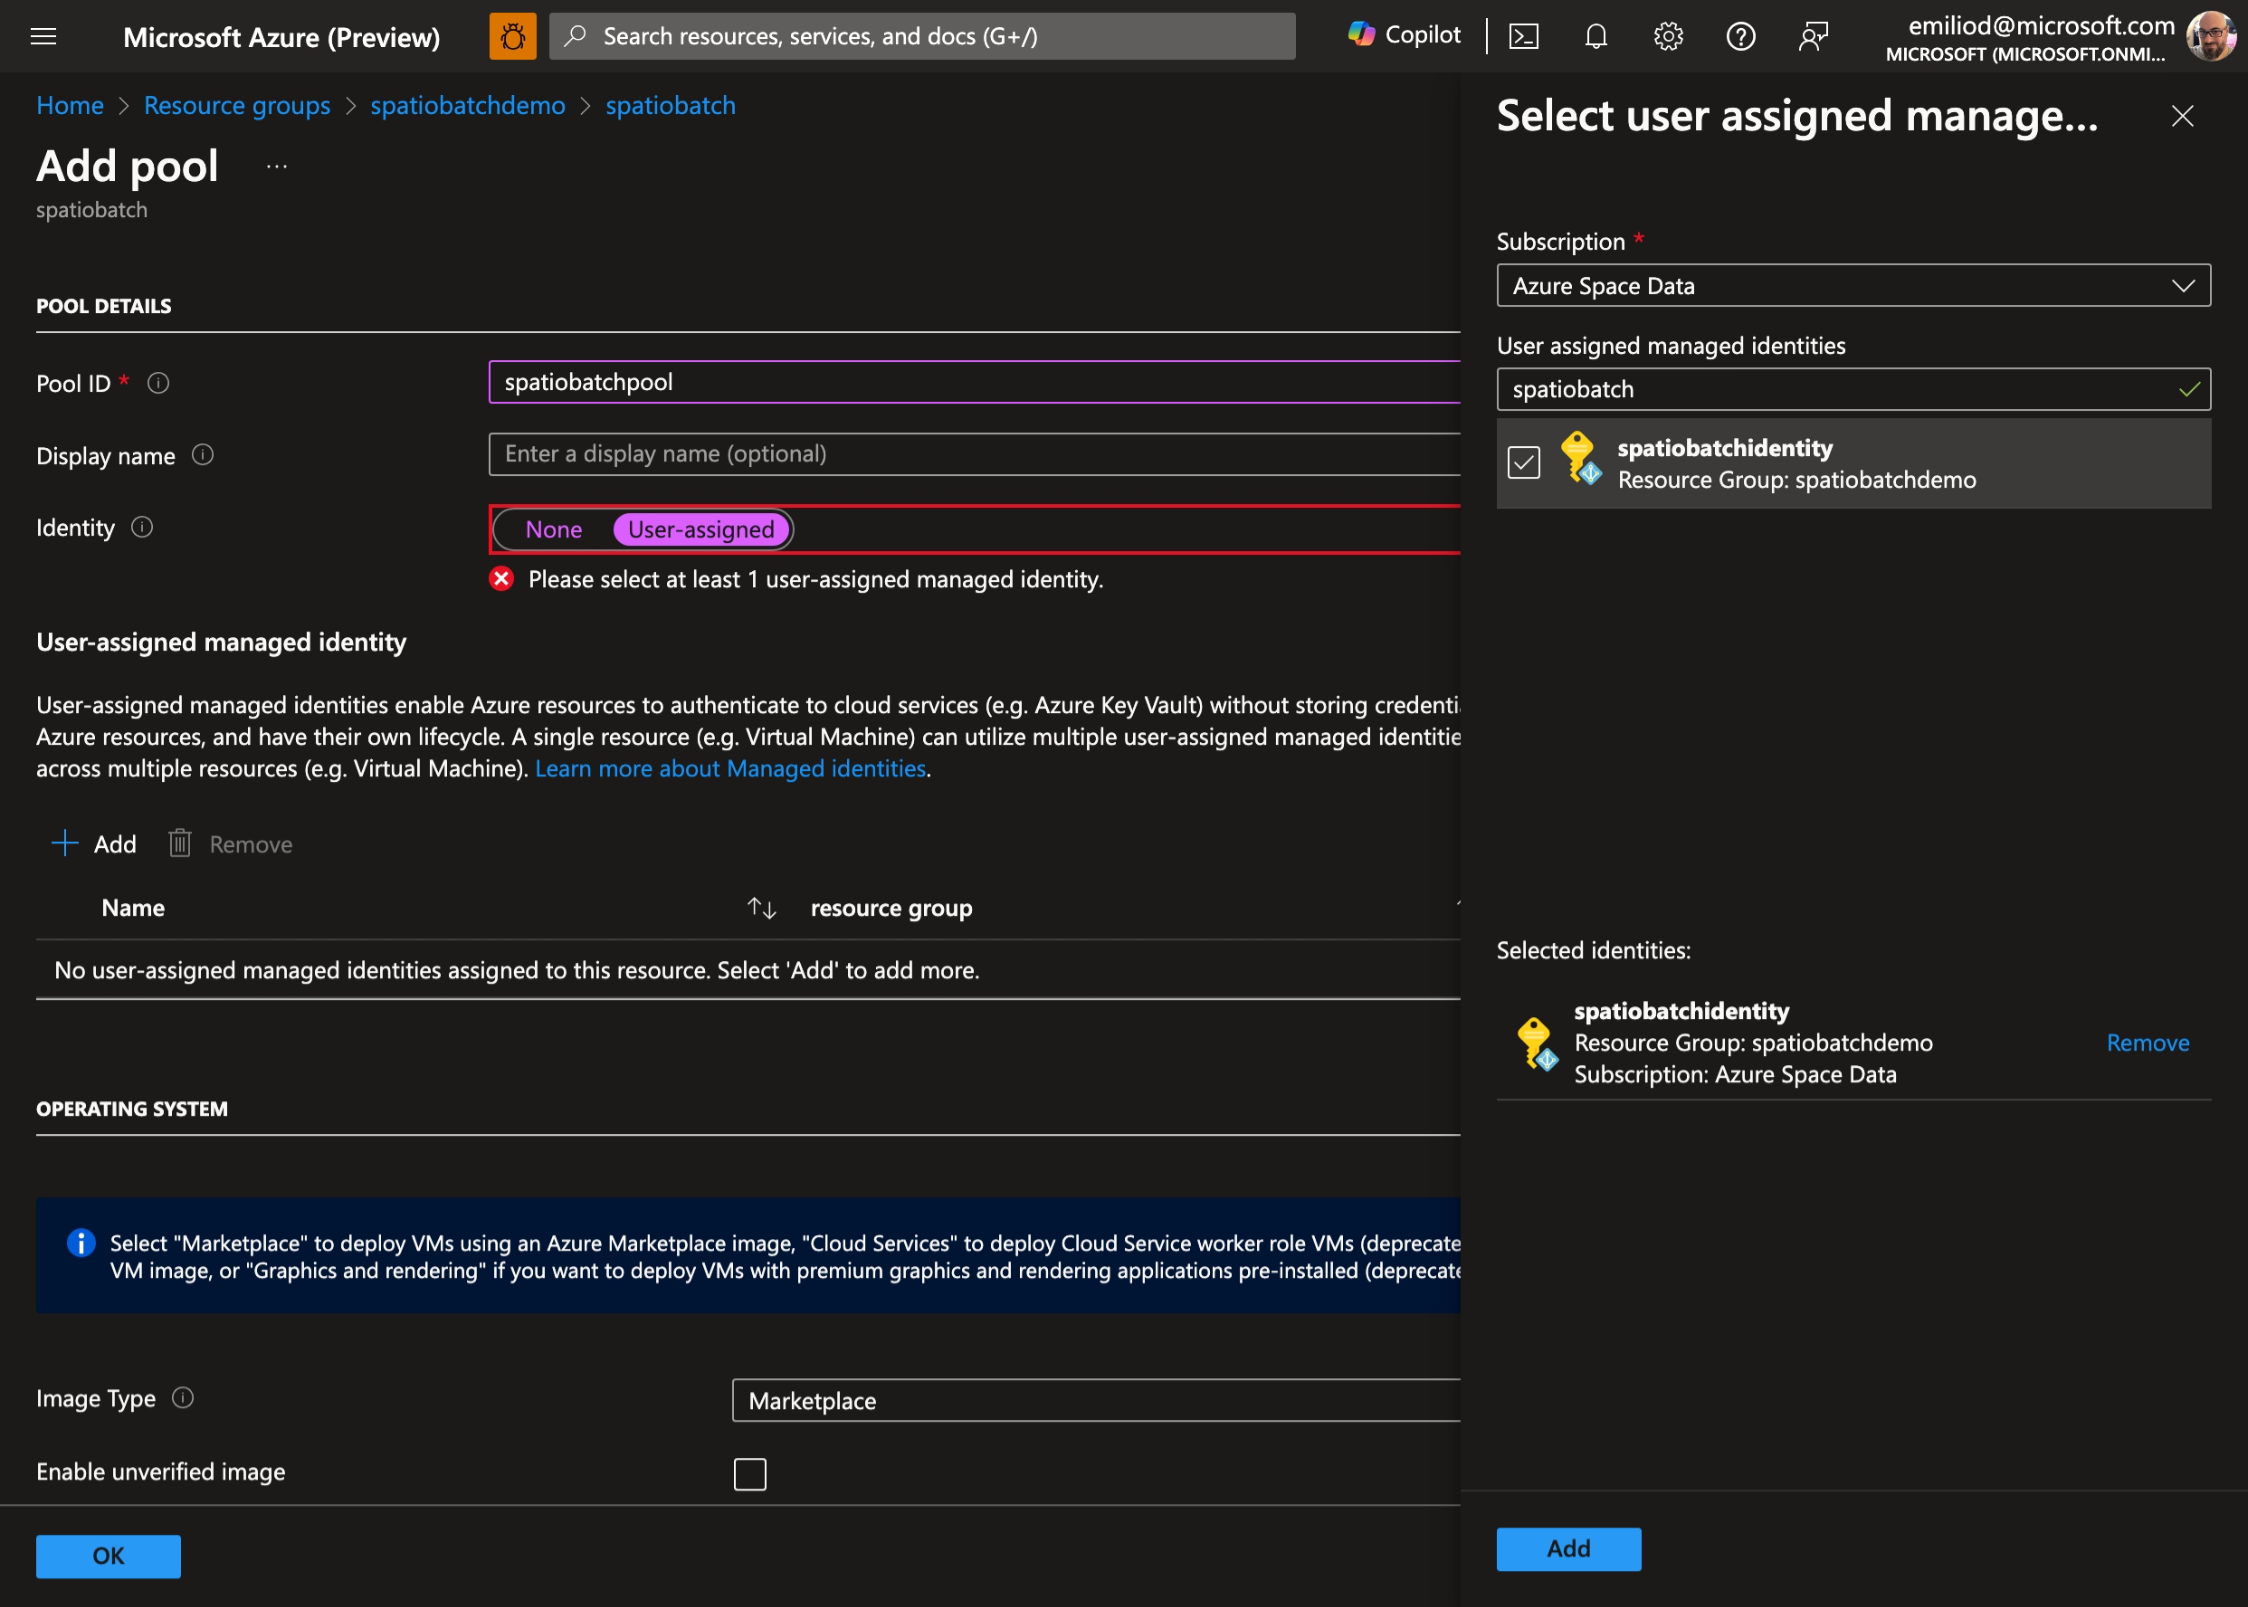 Microsoft Azure (Preview)
Search resources, services, and docs (G+/)
Copilot
emiliod@microsoft.com
MICROSOFT (MICROSOFT.ONMI...
Home > Resource groups > spatiobatchdemo > spatiobatch
Add pool ...
spatiobatch
POOL DETAILS
Pool ID *
spatiobatchpool
Display name
Enter a display name (optional)
Identity
None
User-assigned
Please select at least 1 user-assigned managed identity.
User-assigned managed identity
User-assigned managed identities enable Azure resources to authenticate to cloud services (e.g. Azure Key Vault) without storing credenti
Azure resources, and have their own lifecycle. A single resource (e.g. Virtual Machine) can utilize multiple user-assigned managed identitie
across multiple resources (e.g. Virtual Machine). Learn more about Managed identities.
Add
Remove
Name
resource group
No user-assigned managed identities assigned to this resource. Select 'Add' to add more.
OPERATING SYSTEM
Select "Marketplace" to deploy VMs using an Azure Marketplace image, "Cloud Services" to deploy Cloud Service worker role VMs (deprecate
VM image, or "Graphics and rendering" if you want to deploy VMs with premium graphics and rendering applications pre-installed (deprecate
Image Type
Marketplace
Enable unverified image
OK
Select user assigned manage...
Subscription *
Azure Space Data
User assigned managed identities
spatiobatch
spatiobatchidentity
Resource Group: spatiobatchdemo
Selected identities:
spatiobatchidentity
Resource Group: spatiobatchdemo
Remove
Subscription: Azure Space Data
Add